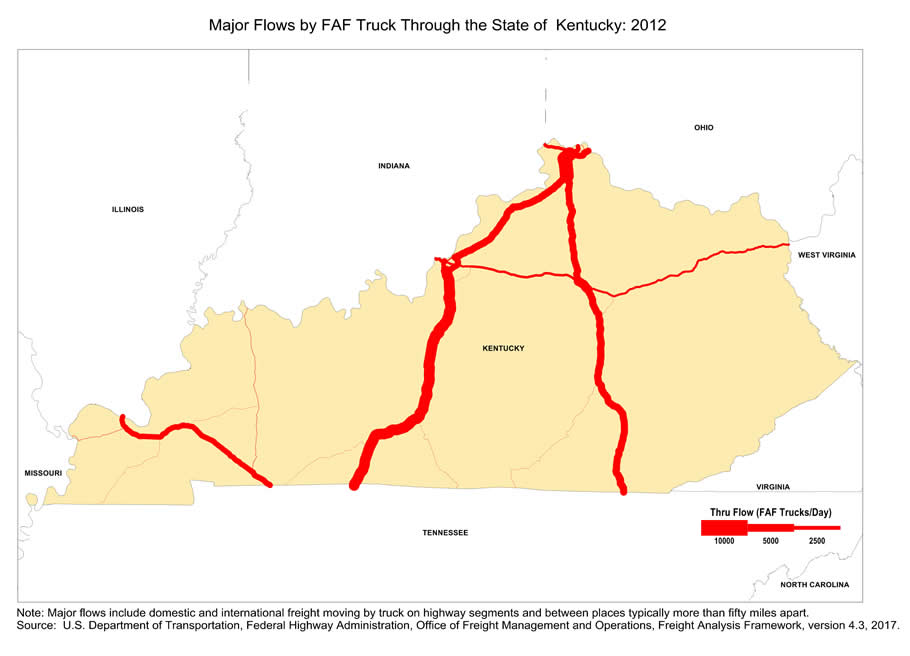 Major Flows by FAF Truck Through the State of  Kentucky: 2012
OHIO
INDIANA
ILLINOIS
WEST VIRGINIA
KENTUCKY
MISSOURI
VIRGINIA
Thru Flow (FAF Trucks/Day)
10000 5000 2500
TENNESSEE
NORTH CAROLINA
Note: Major flows include domestic and international freight moving by truck on highway segments and between places typically more than fifty miles apart.
Source:  U.S. Department of Transportation, Federal Highway Administration, Office of Freight Management and Operations, Freight Analysis Framework, version 4.3, 2017.